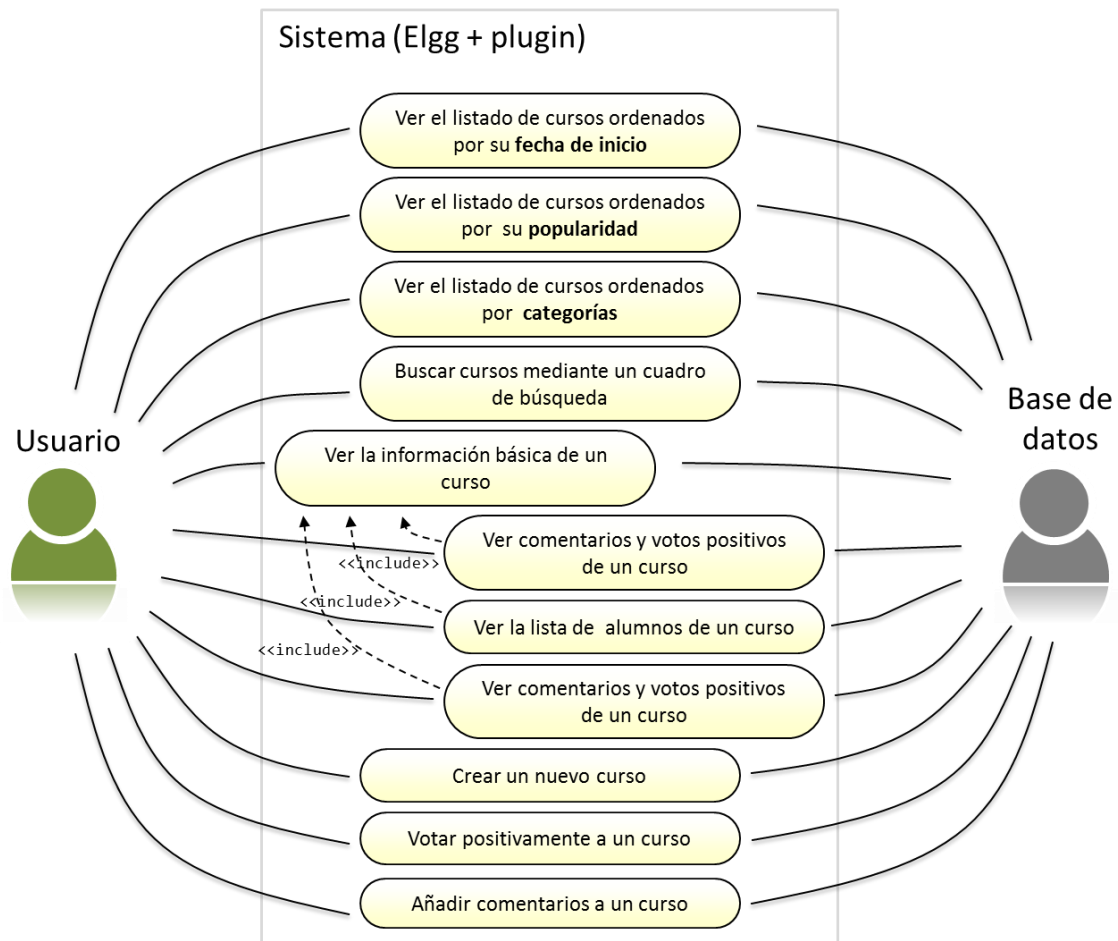 Sistema (Elgg + plugin)
Ver el listado de cursos ordenados
por su fecha de inicio
Ver el listado de cursos ordenados
por su popularidad
Ver el listado de cursos ordenados
por categorías
Buscar cursos mediante un cuadro
de búsqueda
Usuario
Base de
datos
Ver la información básica de un
curso
Ver comentarios y votos positivos
de un curso
<<include>>
<<include>>
Ver la lista de alumnos de un curso
<<include>>
Ver comentarios y votos positivos
de un curso
Crear un nuevo curso
Votar positivamente a un curso
Añadir comentarios a un curso